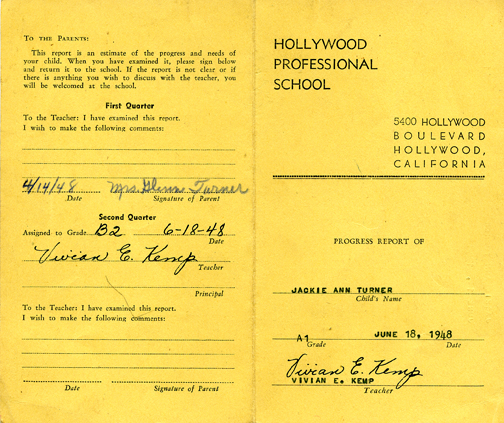 TO THE PARENTS:
This report is an estimate of the progress and needs of
your child. When you have examined it, please sign below
and return it to the school. If the report is not clear or if
there is anything you wish to discuss with the teacher, you
will be welcomed at the school.
First Quarter
To the Teacher: I have examined this report.
I wish to make the following comments:
4/14/48 Mrs. Glenn Turner
Date Signature of Parent
Second Quarter
Assigned to Grade B2 6-18-48
Date
Vivian E. Kemp
Teacher
Principal
To the Teacher: I have examined this report.
I wish to make the following comments:
Date Signature of Parent
HOLLYWOOD
PROFESSIONAL
SCHOOL
5400 HOLLYWOOD
BOULEVARD
HOLLYWOOD,
CALIFORNIA
PROGRESS REPORT OF
JACKIE ANN TURNER
Child's Name
A1 JUNE 18, 1948
Grade Date
Vivian E. Kemp
VIVIAN E. KEMP
Teacher